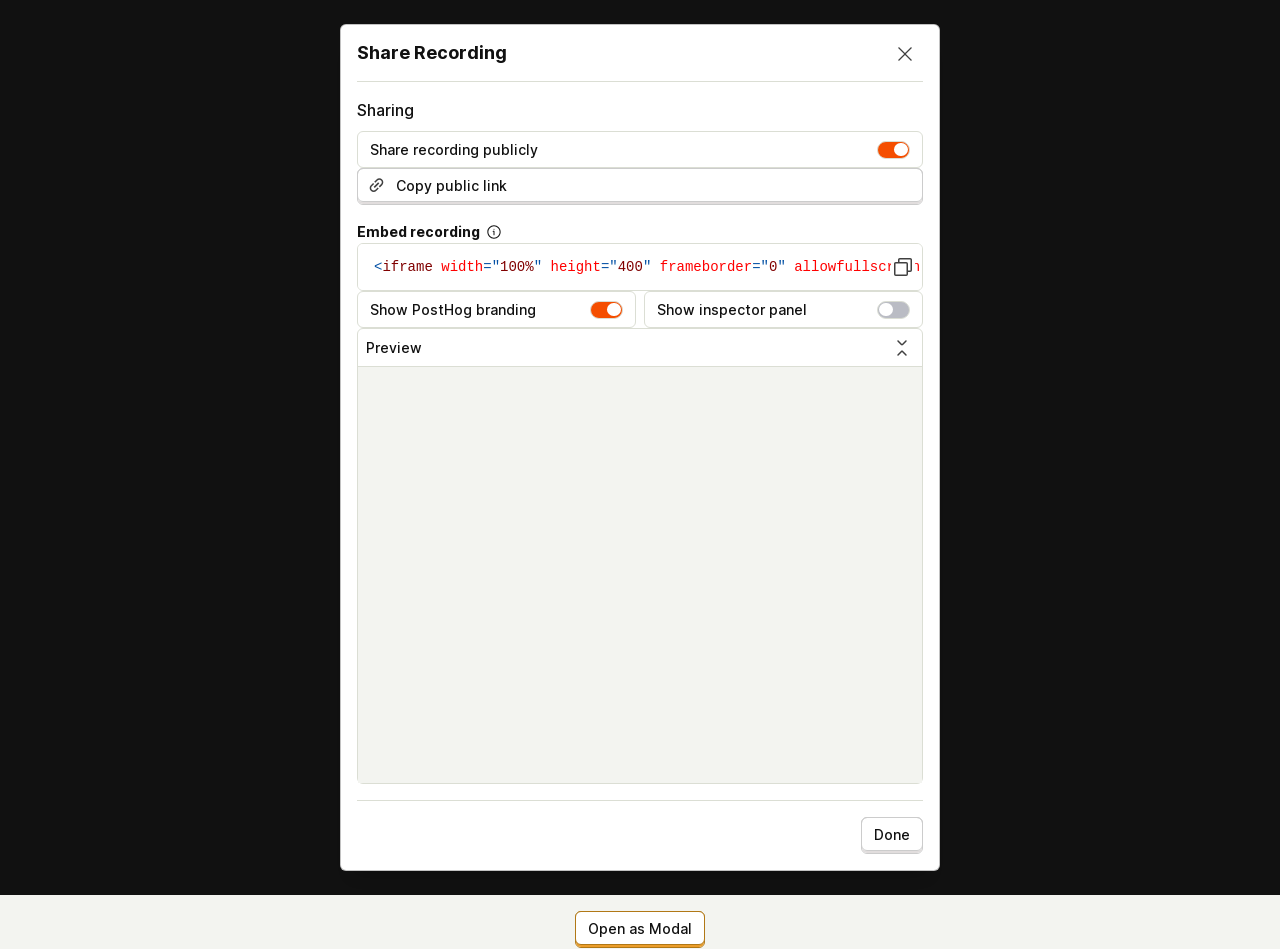 Share Recording
Sharing
Share recording publicly
Copy public link
Embed recording
<iframe width="100%" height="400" frameborder="0" allowfullscr
Show PostHog branding
Show inspector panel
Preview
Done
Open as Modal